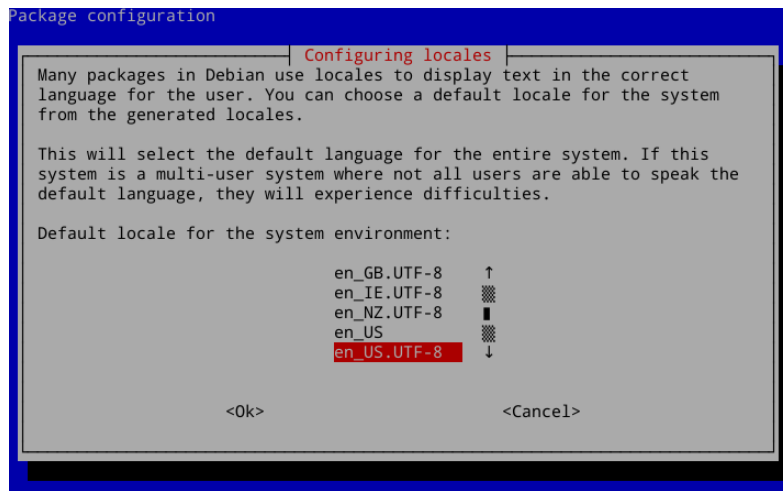 Package configuration
Configuring locales
Many packages in Debian use locales to display text in the correct
language for the user. You can choose a default locale for the system
from the generated locales.
This will select the default language for the entire system. If this
system is a multi-user system where not all users are able to speak the
default language, they will experience difficulties.
Default locale for the system environment:
en_GB.UTF-8 ↑
en_IE.UTF-8
en_NZ.UTF-8
en_US
en_US.UTF-8 ↓
<Ok> <Cancel>